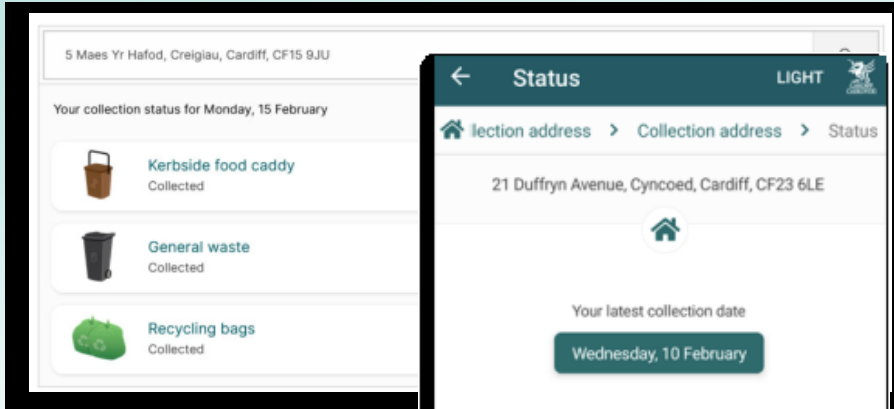 5 Maes Yr Hafod, Creigiau, Cardiff, CF15 9JU
Your collection status for Monday, 15 February
Kerbside food caddy
Collected
General waste
Collected
Recycling bags
Collected
Status
LIGHT
llection address > Collection address > Status
21 Duffryn Avenue, Cyncoed, Cardiff, CF23 6LE
Your latest collection date
Wednesday, 10 February